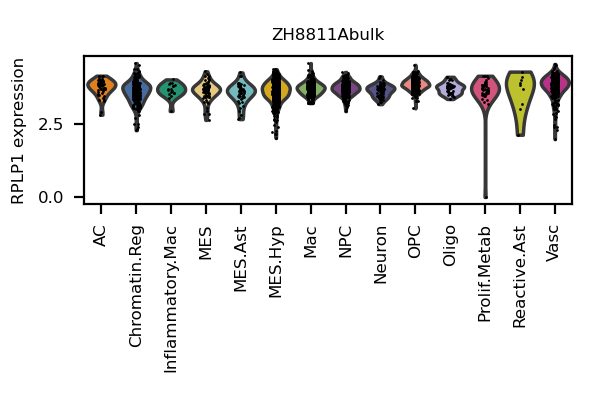 ZH8811Abulk
RPLP1 expression
2.5
0.0
AC
Chromatin.Reg
Inflammatory.Mac
MES
MES.Ast
MES.Hyp
Mac
NPC
Neuron
OPC
Oligo
Prolif.Metab
Reactive.Ast
Vasc